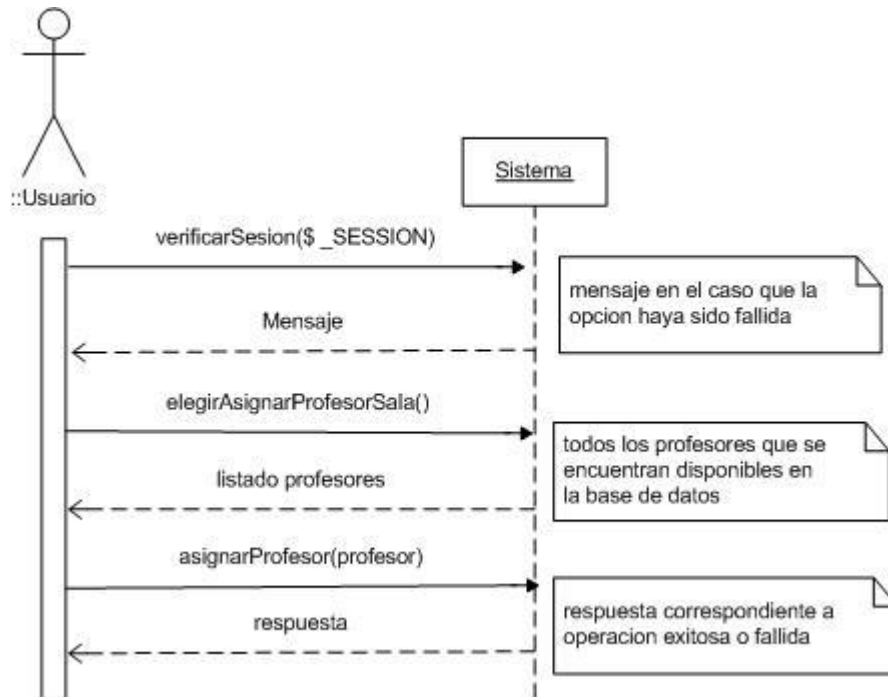 ::Usuario
Sistema
verificarSesion($ _SESSION)
mensaje en el caso que la
opcion haya sido fallida
Mensaje
elegirAsignarProfesorSala()
todos los profesores que se
encuentran disponibles en
la base de datos
listado profesores
asignarProfesor(profesor)
respuesta correspondiente a
operacion exitosa o fallida
respuesta